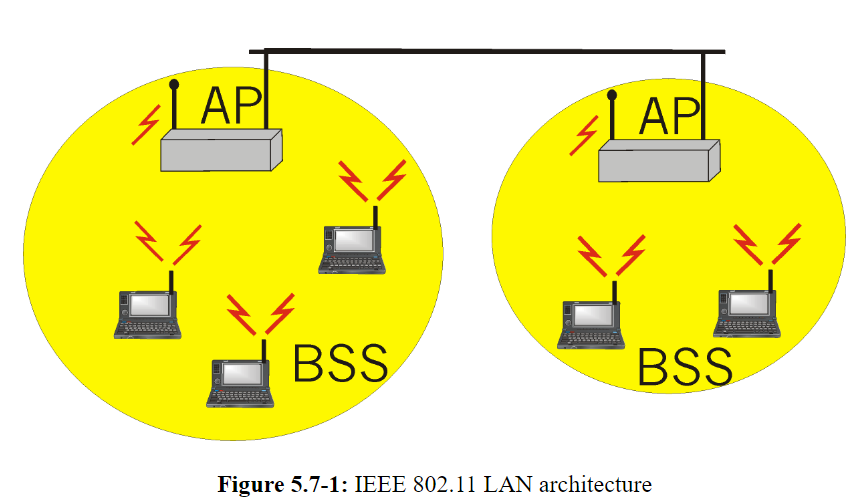 AP
AP
BSS
BSS
Figure 5.7-1: IEEE 802.11 LAN architecture